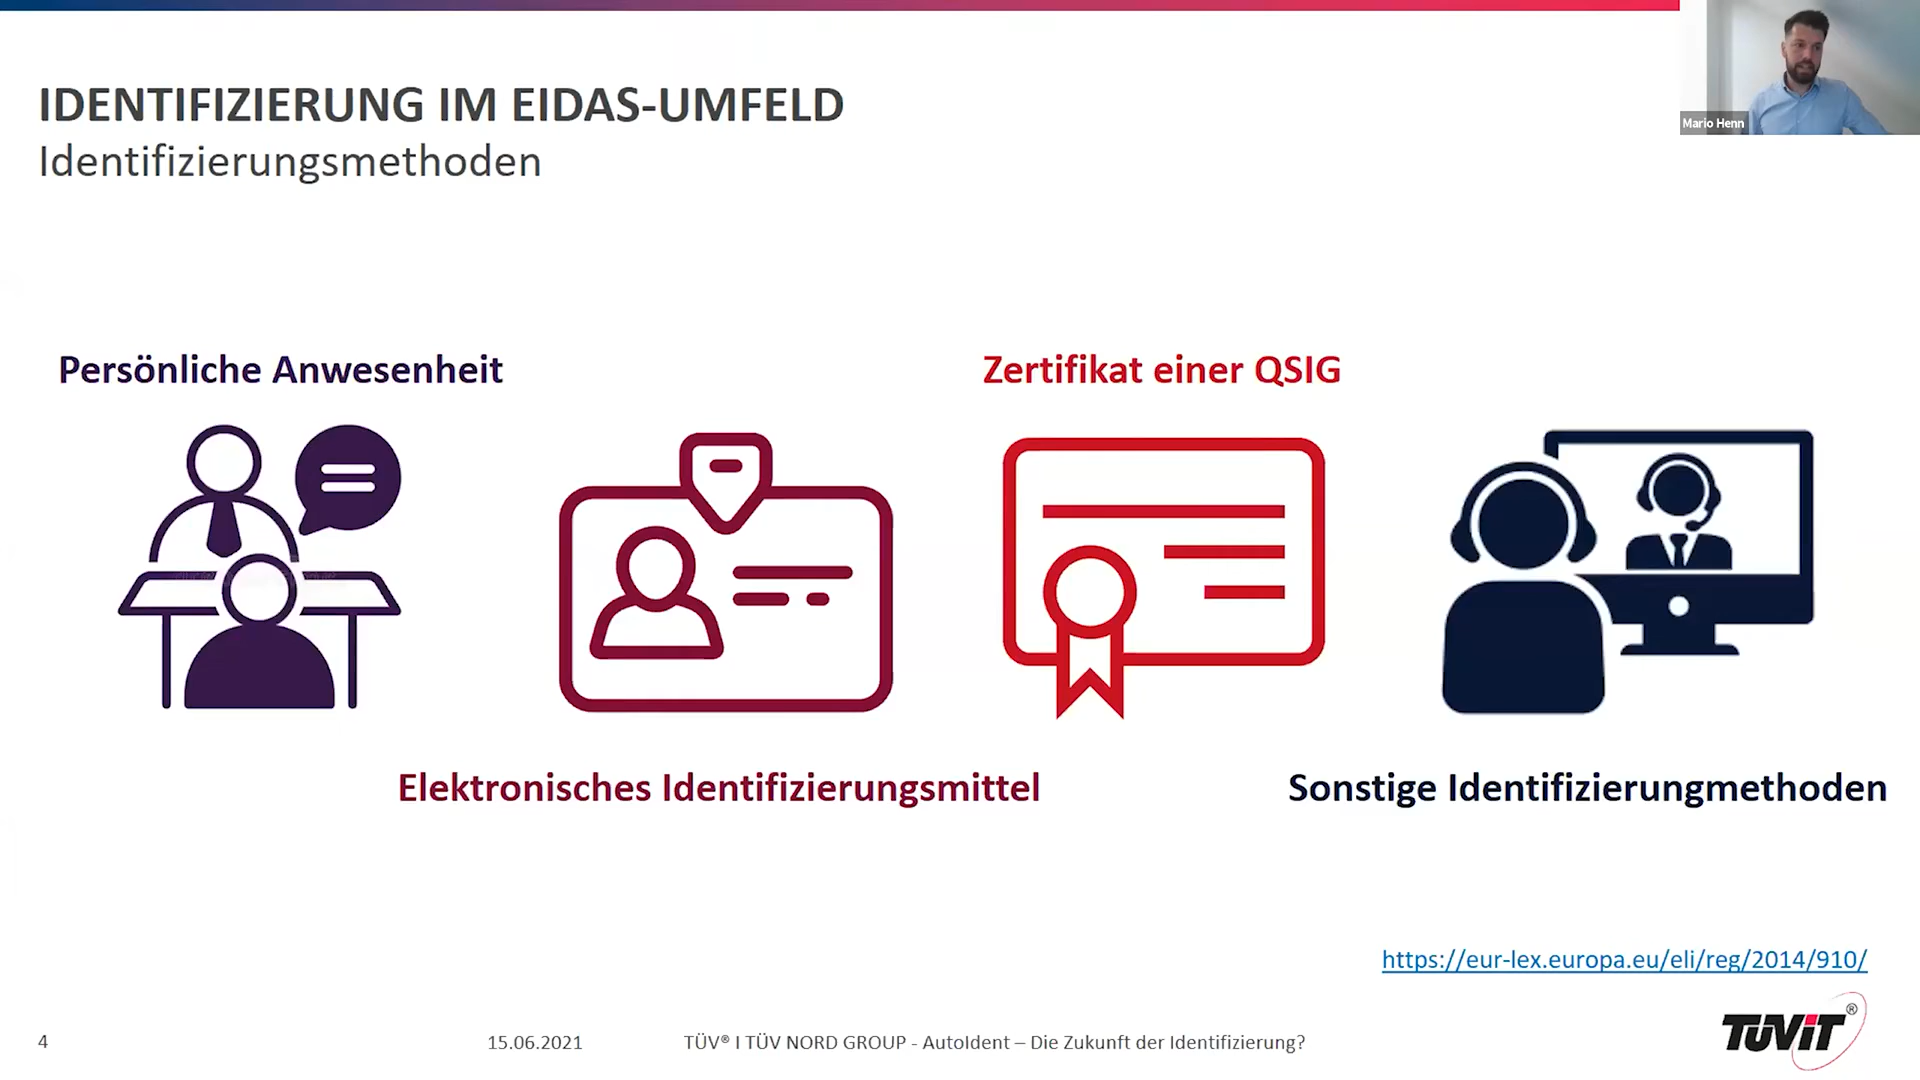 IDENTIFIZIERUNG IM EIDAS-UMFELD
Identifizierungsmethoden
Mario Henn
Persönliche Anwesenheit
Zertifikat einer QSIG
Elektronisches Identifizierungsmittel
Sonstige Identifizierungmethoden
https://eur-lex.europa.eu/eli/reg/2014/910/
4
15.06.2021
TÜV® I TÜV NORD GROUP - AutoIdent – Die Zukunft der Identifizierung?
TÜViT®